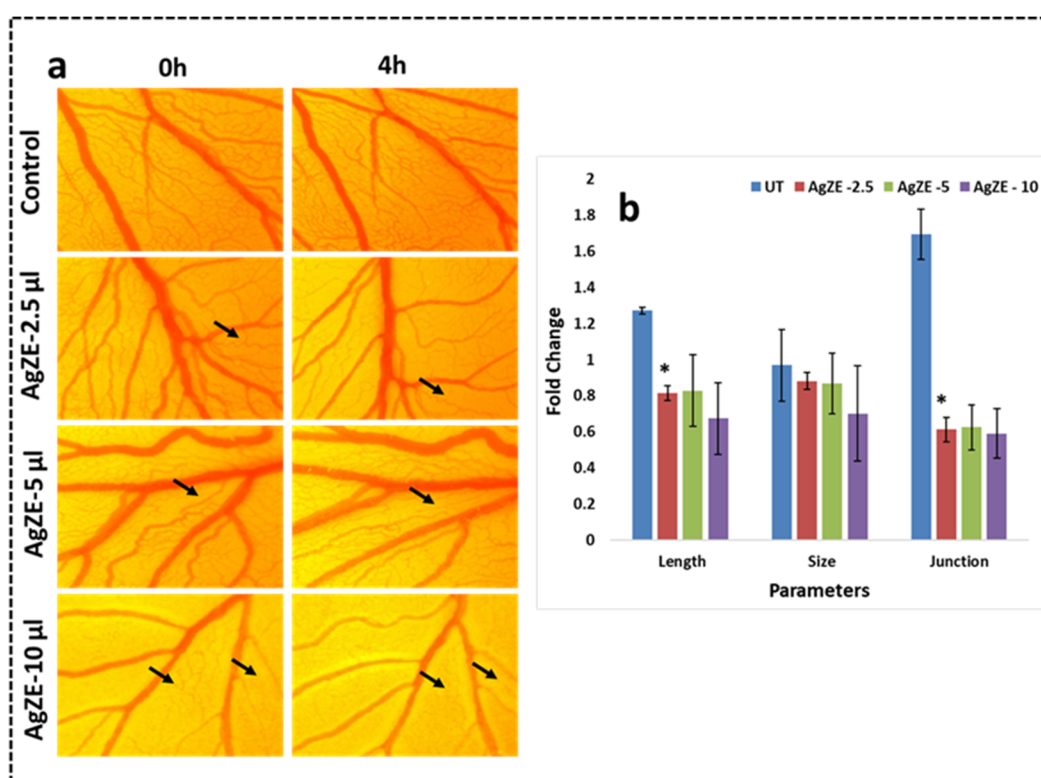 a
0h
4h
Control
AgZE-2.5 µl
AgZE-5 µl
AgZE-10 µl
b
UT
AgZE -2.5
AgZE -5
AgZE - 10
2
1.8
1.6
1.4
1.2
1
0.8
0.6
0.4
0.2
0
Fold Change
*
*
Length
Size
Junction
Parameters